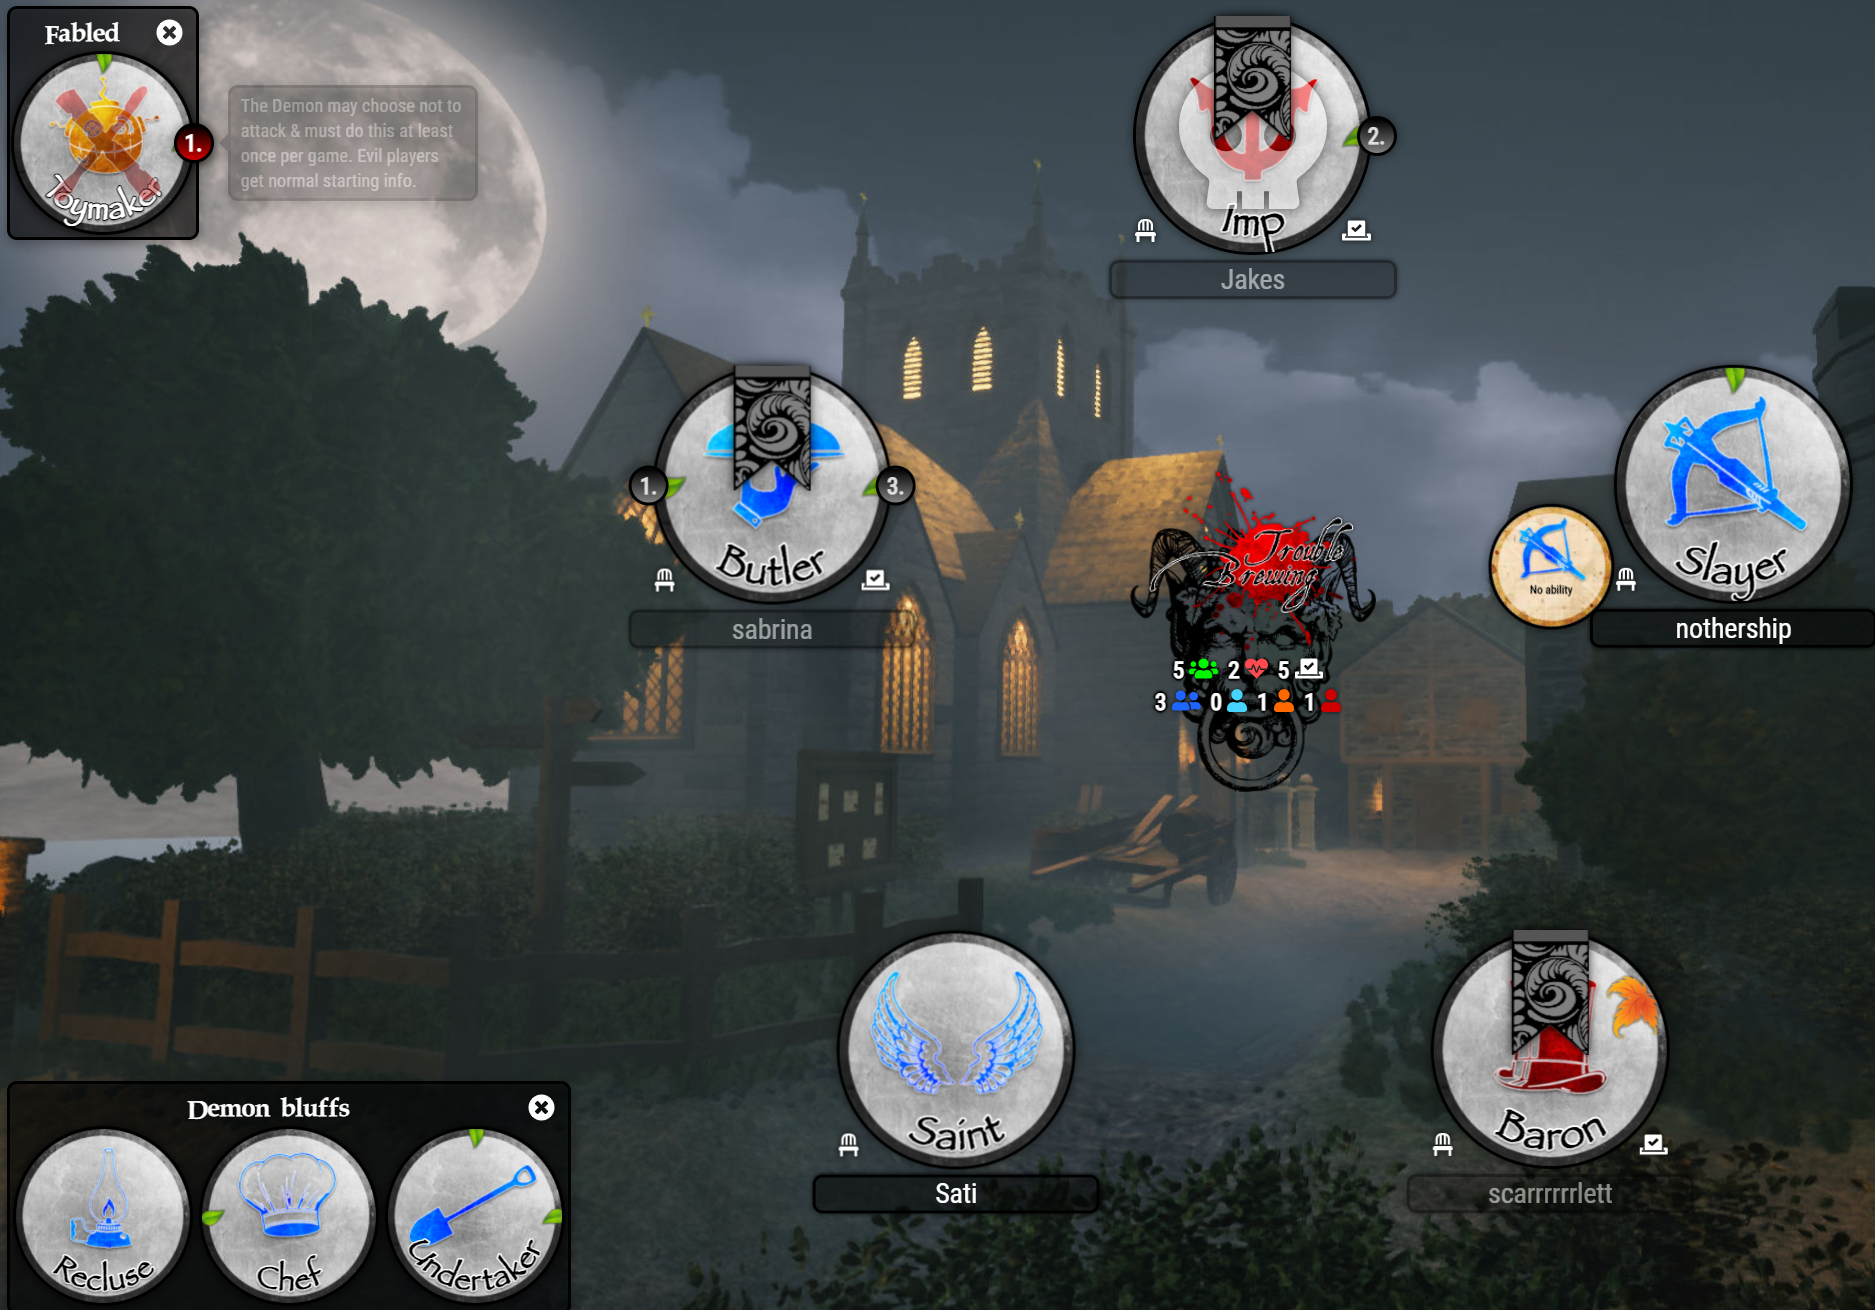 Fabled
Toymaker
1.
The Demon may choose not to
attack & must do this at least
once per game. Evil players
get normal starting info.
Imp
2.
Jakes
1.
3.
Butler
sabrina
Slayer
No ability
nothership
Trouble
Brewing
5 2 5
3 0 1 1
Saint
Sati
Baron
scarrrrrrlett
Demon bluffs
Recluse
Chef
Undertaker